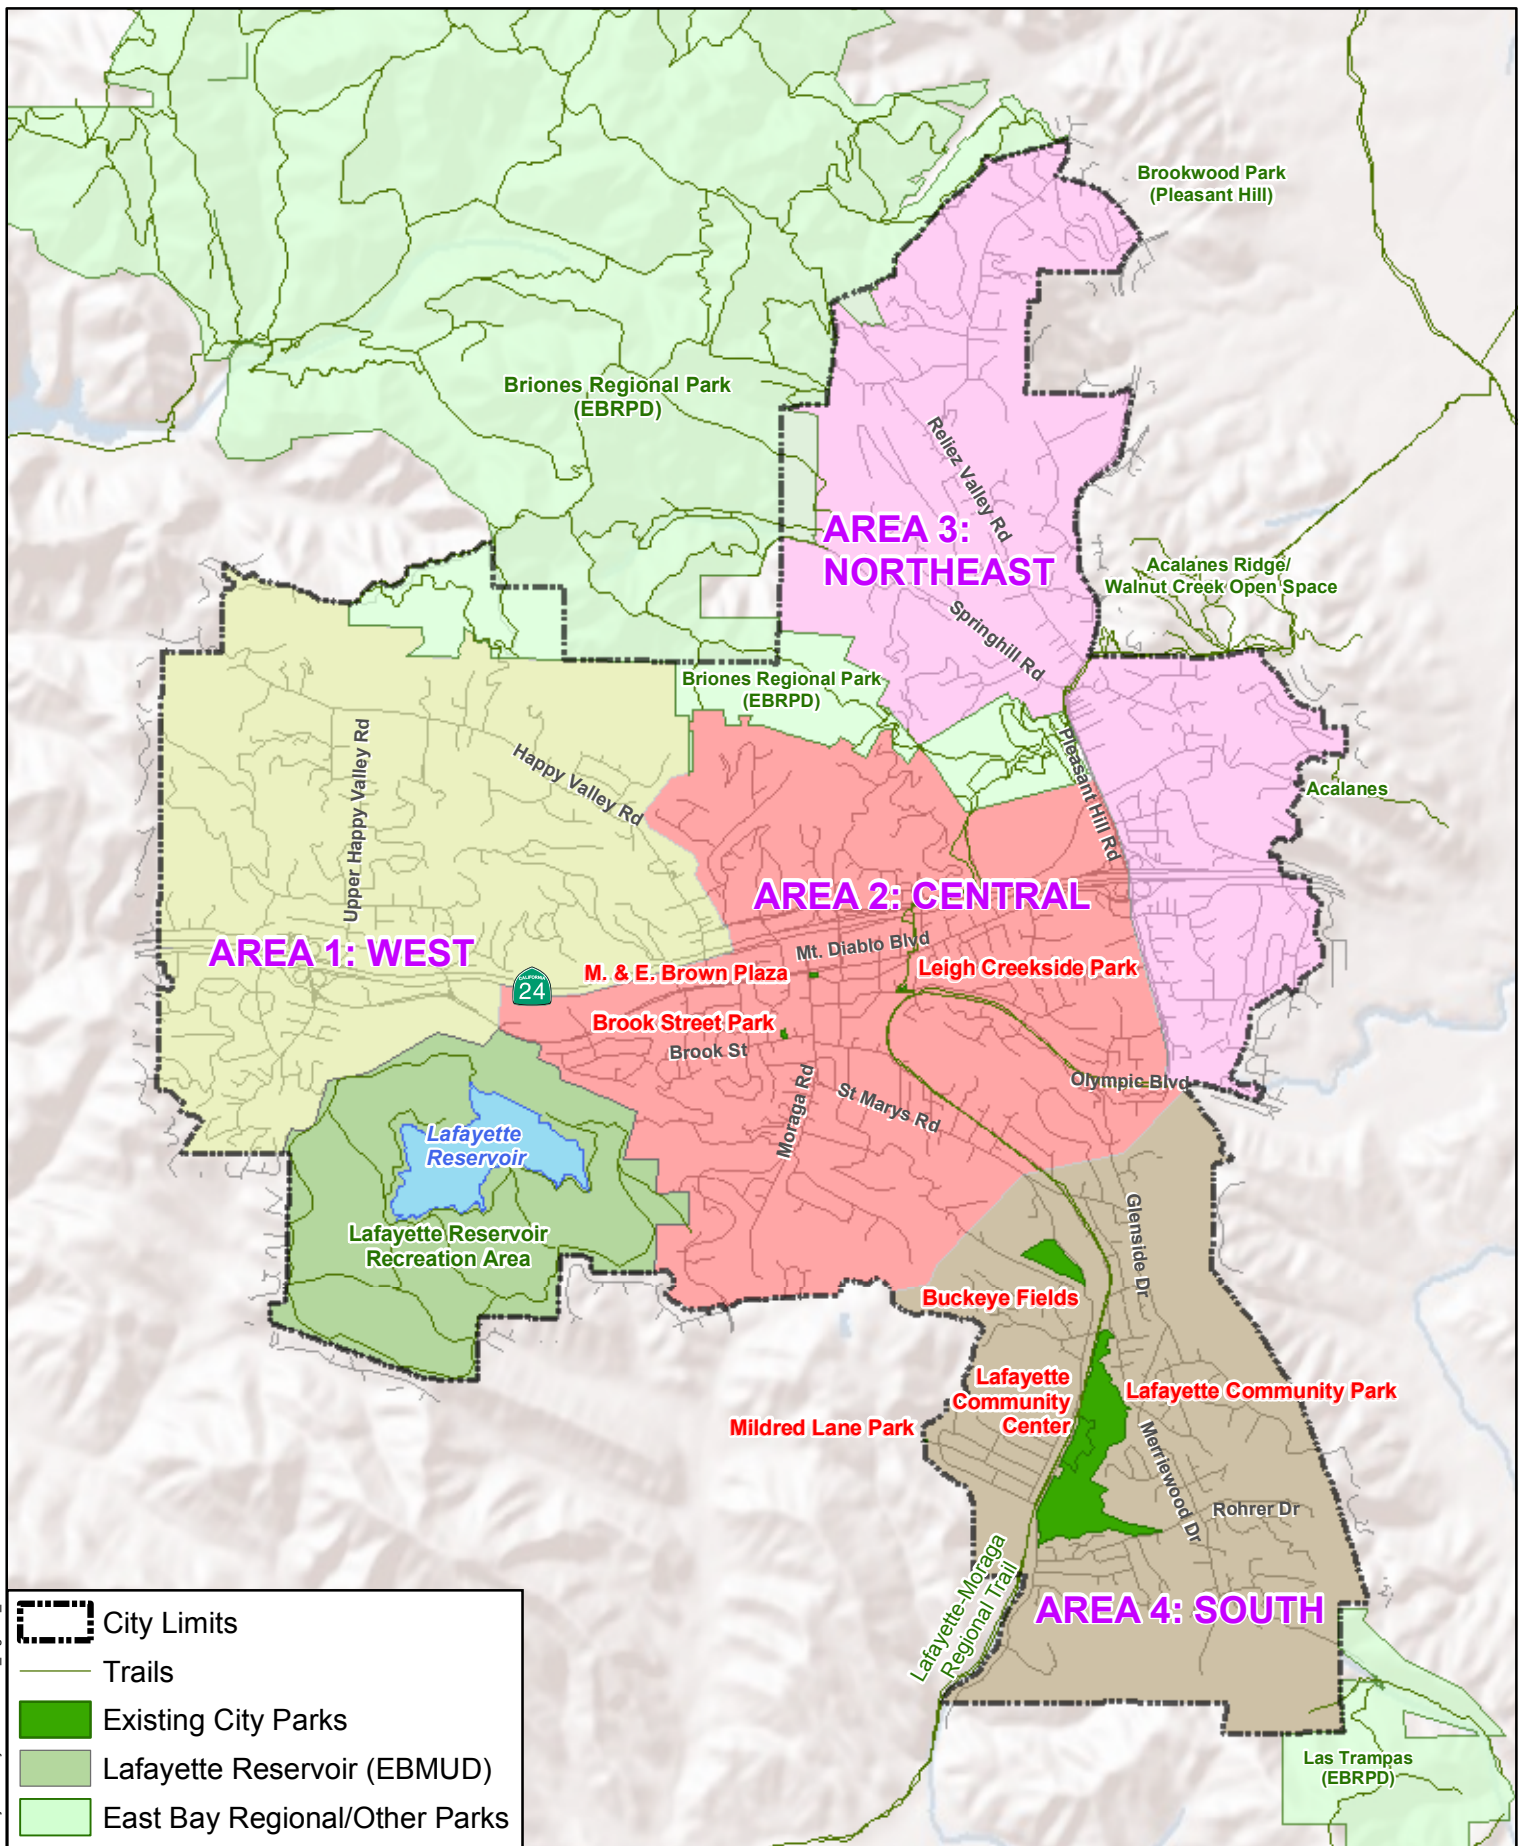 Brookwood Park
(Pleasant Hill)
Briones Regional Park
(EBRPD)
Reliez Valley Rd
AREA 3:
NORTHEAST
Acalanes Ridge/
Walnut Creek Open Space
Springhill Rd
Briones Regional Park
(EBRPD)
Upper Happy Valley Rd
Happy Valley Rd
Pleasant Hill Rd
Acalanes
AREA 2: CENTRAL
AREA 1: WEST
Mt. Diablo Blvd
M. & E. Brown Plaza
Leigh Creekside Park
CALIFORNIA
24
Brook Street Park
Brook St
Moraga Rd
St Marys Rd
Olympic Blvd
Lafayette
Reservoir
Lafayette Reservoir
Recreation Area
Glenside Dr
Buckeye Fields
Lafayette
Community
Center
Lafayette Community Park
Mildred Lane Park
Merriewood Dr
Rohrer Dr
Lafayette-Moraga
Regional Trail
AREA 4: SOUTH
Las Trampas
(EBRPD)
City Limits
Trails
Existing City Parks
Lafayette Reservoir (EBMUD)
East Bay Regional/Other Parks